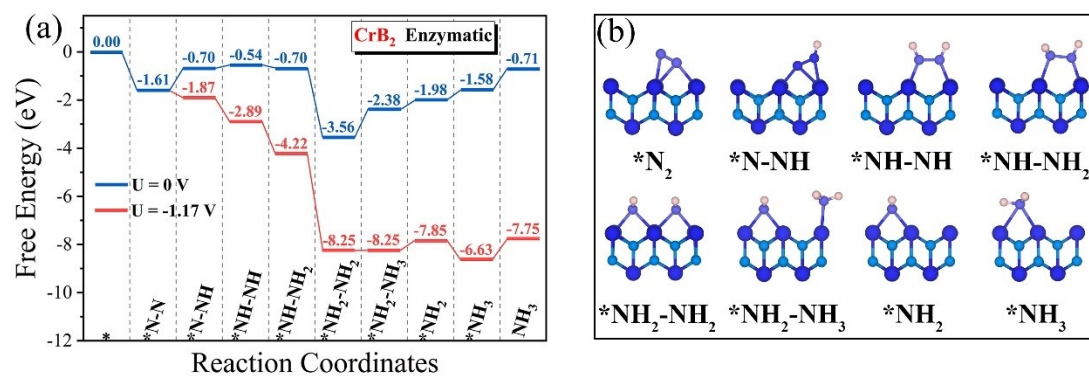 (a)
CrB2 Enzymatic
0.00
-1.61
-0.70
-0.54
-0.70
-3.56
-2.38
-1.98
-1.58
-0.71
-1.87
-2.89
-4.22
-8.25
-8.25
-7.85
-6.63
-7.75
U = 0 V
U = -1.17 V
Free Energy (eV)
0
-2
-4
-6
-8
-10
-12
*
*N-N
*N-NH
*NH-NH
*NH-NH2
*NH2-NH2
*NH2-NH3
*NH2
*NH3
NH3
Reaction Coordinates
(b)
*N2
*N-NH
*NH-NH
*NH-NH2
*NH2-NH2
*NH2-NH3
*NH2
*NH3